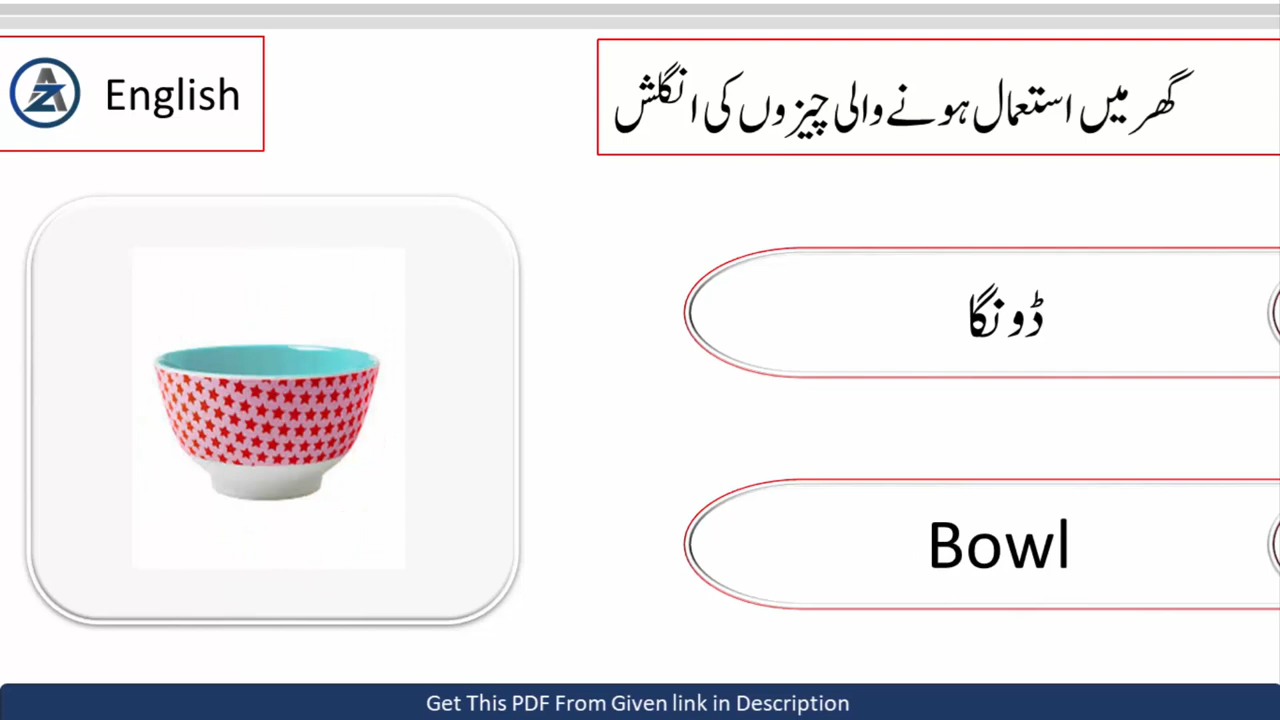 AZ English
گھر میں استعمال ہونے والی چیزوں کی انگلش
ڈونگا
Bowl
Get This PDF From Given link in Description